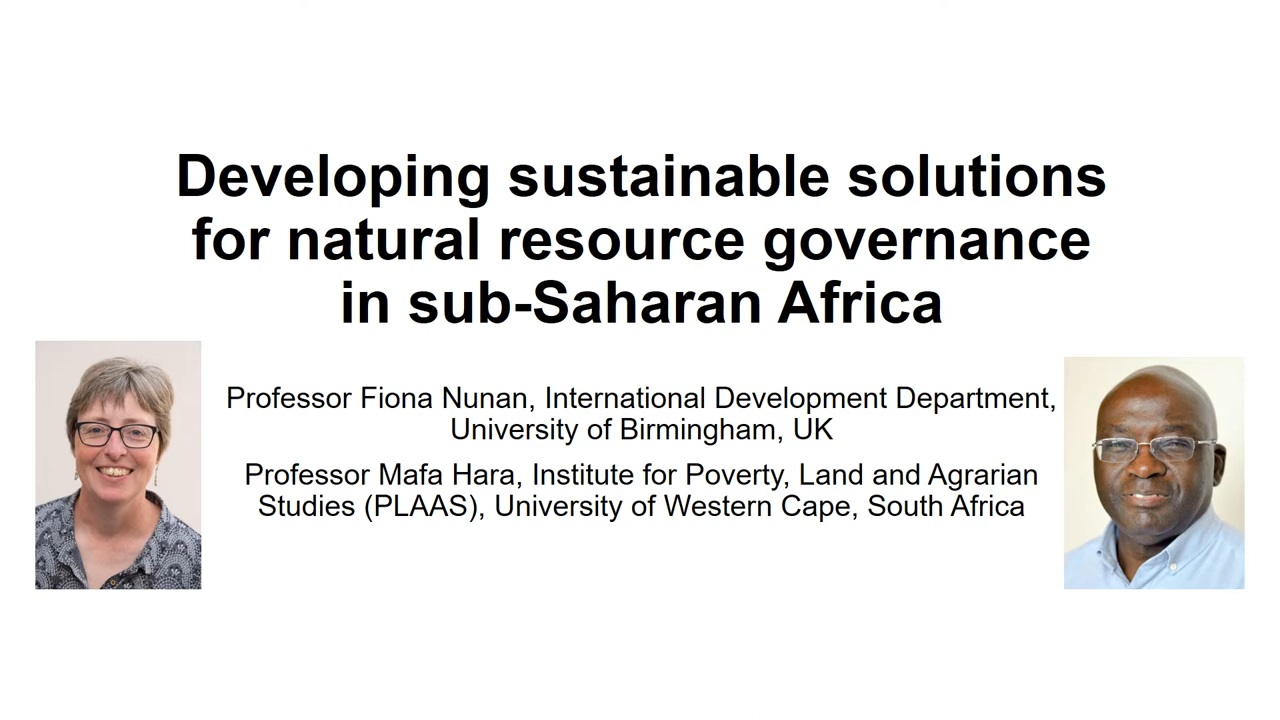 Developing sustainable solutions
for natural resource governance
in sub-Saharan Africa
Professor Fiona Nunan, International Development Department,
University of Birmingham, UK
Professor Mafa Hara, Institute for Poverty, Land and Agrarian
Studies (PLAAS), University of Western Cape, South Africa